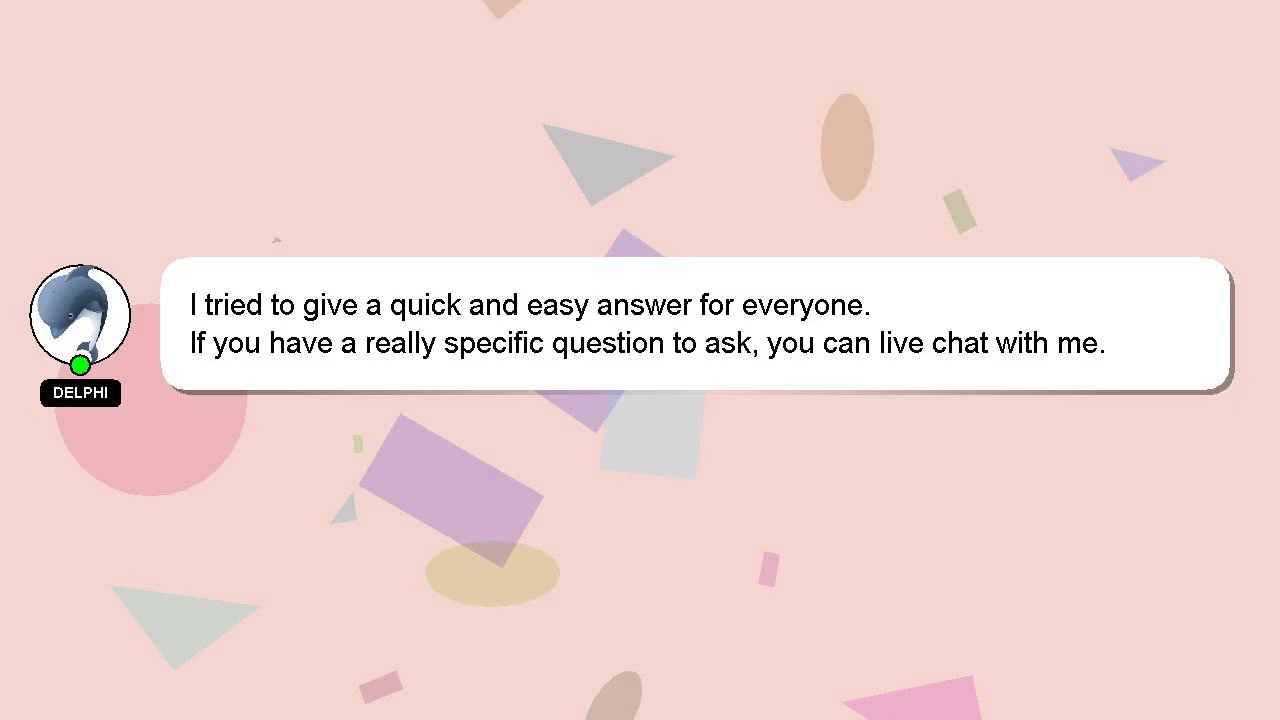 I tried to give a quick and easy answer for everyone.
If you have a really specific question to ask, you can live chat with me.
DELPHI